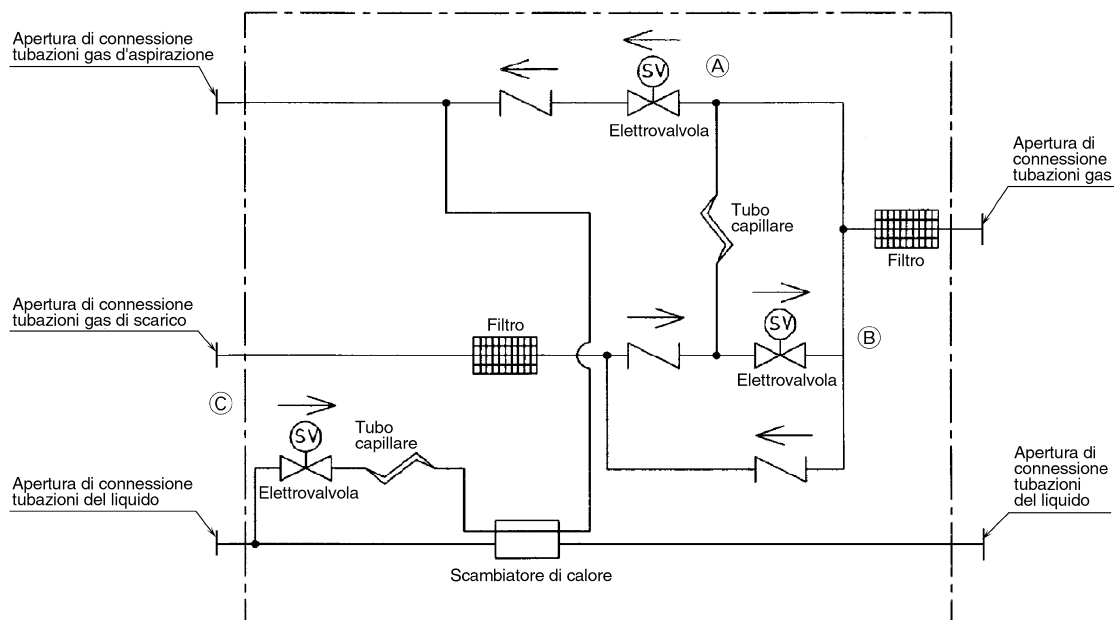 Apertura di connessione
tubazioni gas d'aspirazione
SV
A
Elettrovalvola
Apertura di
connessione
tubazioni gas
Tubo
capillare
Filtro
Apertura di connessione
tubazioni gas di scarico
Filtro
SV
B
Elettrovalvola
C
SV
Tubo
capillare
Elettrovalvola
Apertura di connessione
tubazioni del liquido
Apertura di
connessione
tubazioni
del liquido
Scambiatore di calore